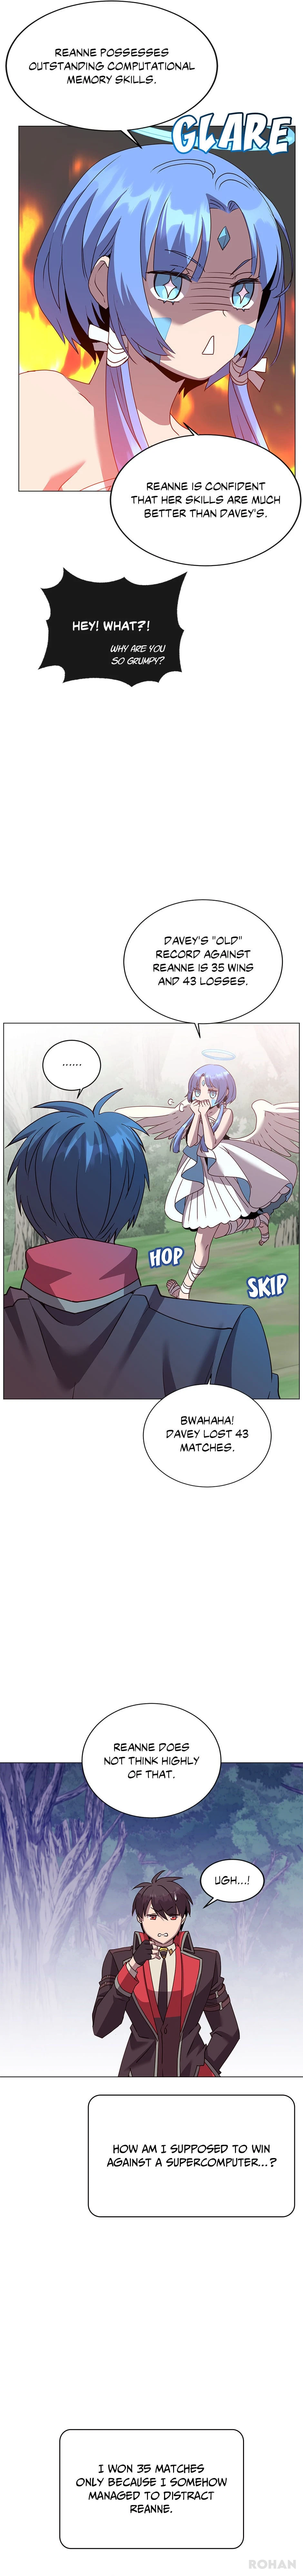 REANNE POSSESSES
OUTSTANDING COMPUTATIONAL
MEMORY SKILLS.
GLARE
REANNE IS CONFIDENT
THAT HER SKILLS ARE MUCH
BETTER THAN DAVEY'S.
HEY! WHAT?!
WHY ARE YOU
SO GRUMPY?
DAVEY'S "OLD"
RECORD AGAINST
REANNE IS 35 WINS
AND 43 LOSSES.
......
HOP
SKIP
BWAHAHA!
DAVEY LOST 43
MATCHES.
REANNE DOES
NOT THINK HIGHLY
OF THAT.
UGH...!
HOW AM I SUPPOSED TO WIN
AGAINST A SUPERCOMPUTER...?
I WON 35 MATCHES
ONLY BECAUSE I SOMEHOW
MANAGED TO DISTRACT
REANNE.
ROHAN